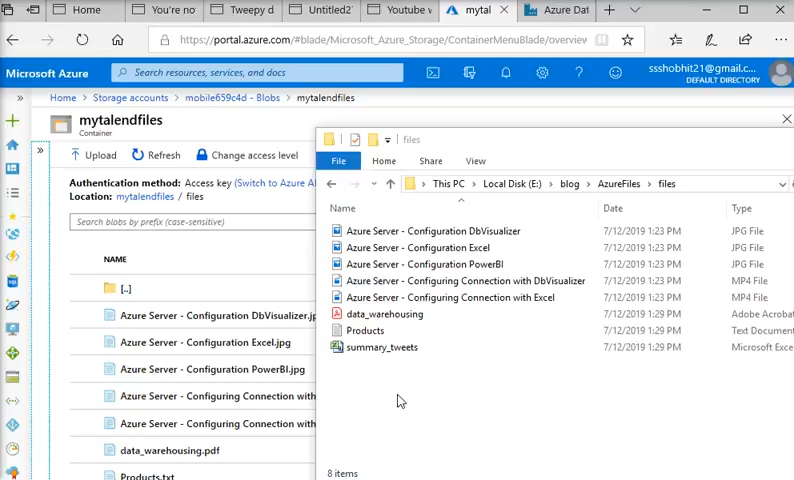 Home
You're no
Tweepy d
Untitled2
Youtube v
mytal
Azure Dat
https://portal.azure.com/#blade/Microsoft_Azure_Storage/ContainerMenuBlade/overview
Microsoft Azure
Search resources, services, and docs
ssshobhit21@gmail.c...
DEFAULT DIRECTORY
Home
Storage accounts
mobile659c4d - Blobs
mytalendfiles
mytalendfiles
Container
Upload
Refresh
Change access level
Authentication method: Access key (Switch to Azure A
Location: mytalendfiles / files
Search blobs by prefix (case-sensitive)
NAME
[..]
Azure Server - Configuration DbVisualizer.jp
Azure Server - Configuration Excel.jpg
Azure Server - Configuration PowerBI.jpg
Azure Server - Configuring Connection with
Azure Server - Configuring Connection with
data_warehousing.pdf
Products.txt
files
File
Home
Share
View
This PC > Local Disk (E:) > blog > AzureFiles > files
Name Date Type
Azure Server - Configuration DbVisualizer 7/12/2019 1:23 PM JPG File
Azure Server - Configuration Excel 7/12/2019 1:23 PM JPG File
Azure Server - Configuration PowerBI 7/12/2019 1:23 PM JPG File
Azure Server - Configuring Connection with DbVisualizer 7/12/2019 1:23 PM MP4 File
Azure Server - Configuring Connection with Excel 7/12/2019 1:23 PM MP4 File
data_warehousing 7/12/2019 1:29 PM Adobe Acroba
Products 7/12/2019 1:29 PM Text Document
summary_tweets 7/12/2019 1:29 PM Microsoft Exce
8 items